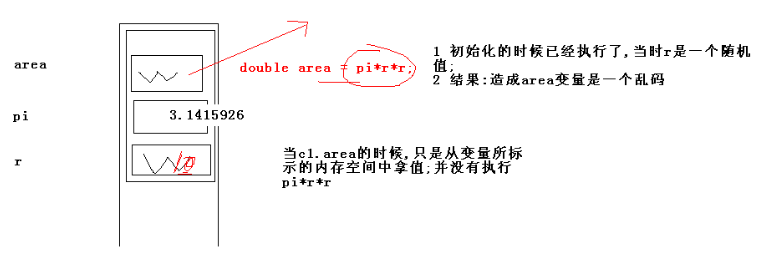 area
double area = pi*r*r;
1 初始化的时候已经执行了,当时r是一个随机
值;
2 结果:造成area变量是一个乱码
pi
3.1415926
r
10
当c1.area的时候,只是从变量所标
示的内存空间中拿值;并没有执行
pi*r*r